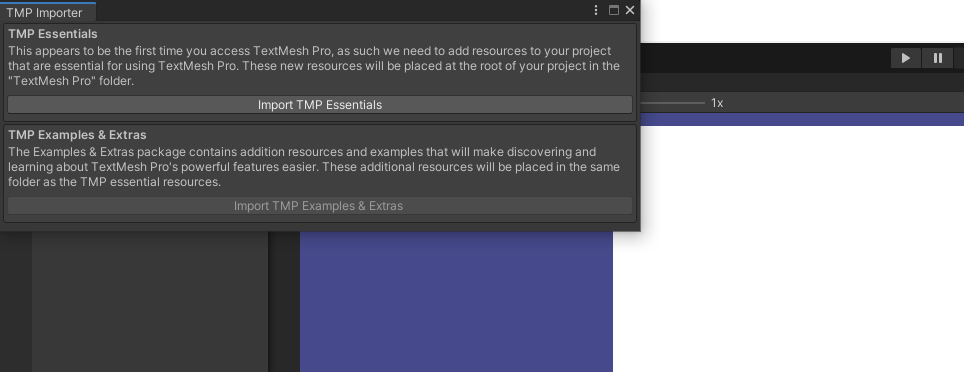 TMP Importer
TMP Essentials
This appears to be the first time you access TextMesh Pro, as such we need to add resources to your project
that are essential for using TextMesh Pro. These new resources will be placed at the root of your project in the
"TextMesh Pro" folder.
Import TMP Essentials
1x
TMP Examples & Extras
The Examples & Extras package contains addition resources and examples that will make discovering and
learning about TextMesh Pro's powerful features easier. These additional resources will be placed in the same
folder as the TMP essential resources.
Import TMP Examples & Extras